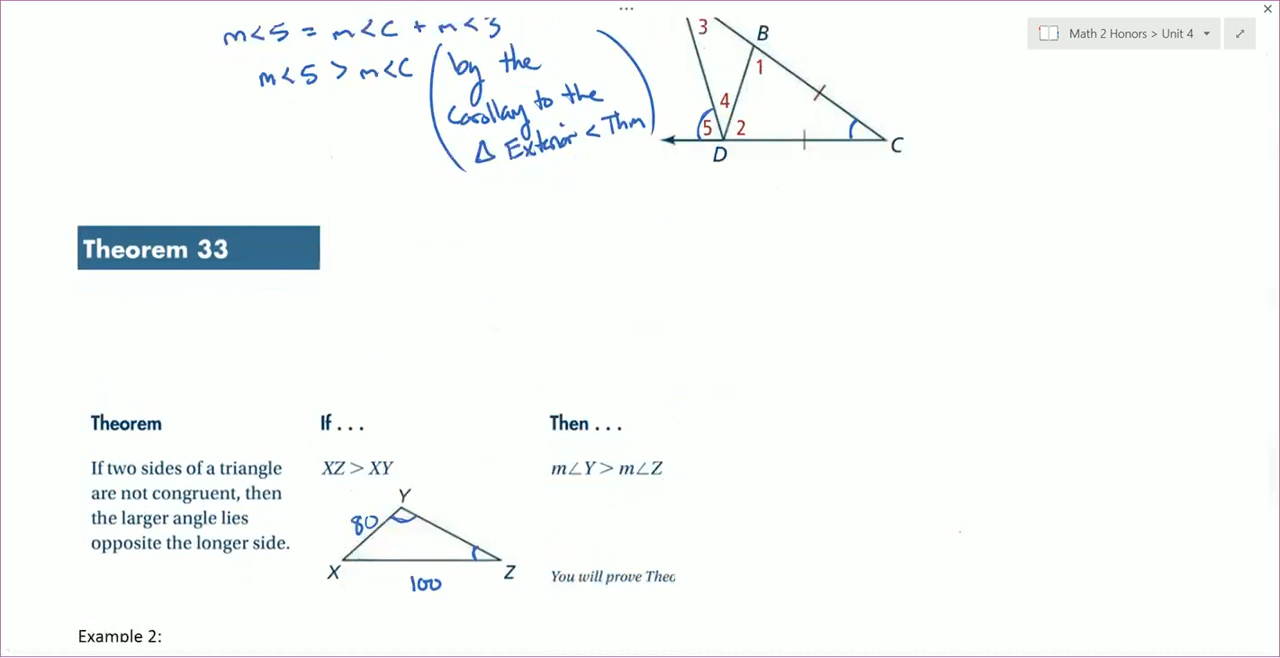 m<5 = m<C + m<3
m<5 > m<C (by the
Corollary to the
Δ Exterior < Thm)
3
B
1
4
5
2
D
C
Math 2 Honors > Unit 4
Theorem 33
Theorem
If . . .
Then . . .
If two sides of a triangle
are not congruent, then
the larger angle lies
opposite the longer side.
XZ > XY
m∠Y > m∠Z
Y
80
X
100
Z
You will prove Theo
Example 2: